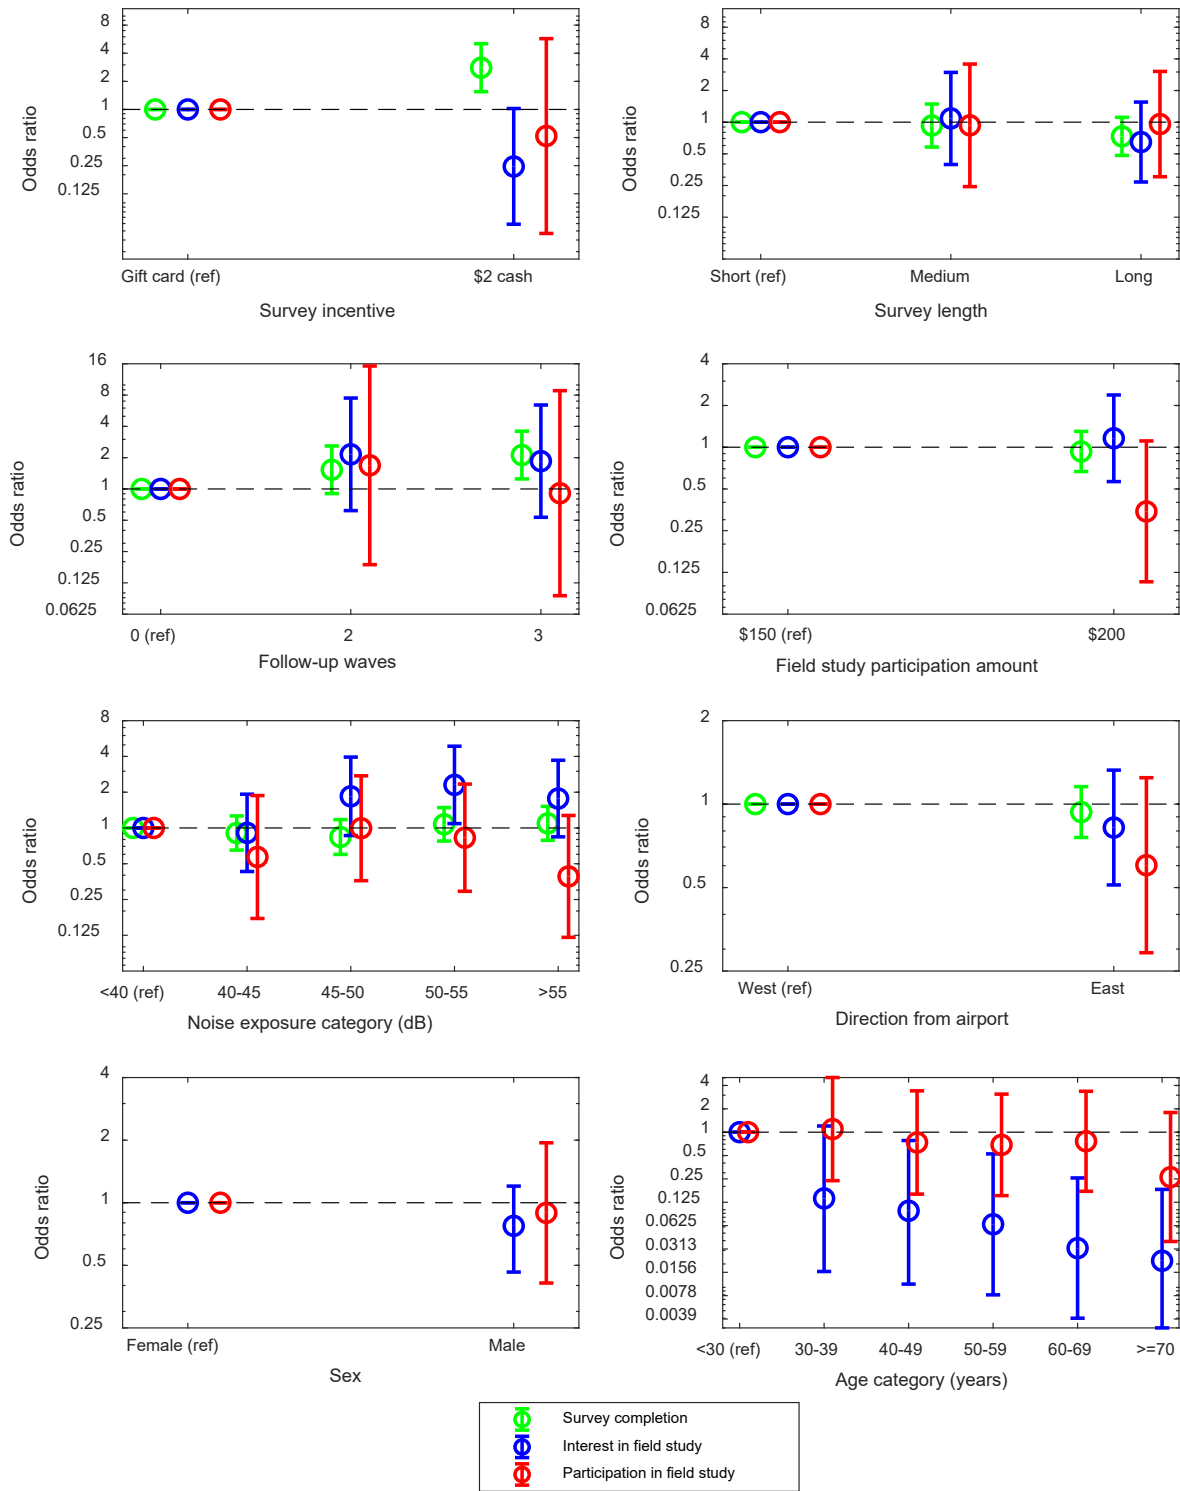 8
4
2
1
0.5
0.25
0.125
Odds ratio
Gift card (ref)
$2 cash
Survey incentive
8
4
2
1
0.5
0.25
0.125
Odds ratio
Short (ref)
Medium
Long
Survey length
16
8
4
2
1
0.5
0.25
0.125
0.0625
Odds ratio
0 (ref)
2
3
Follow-up waves
4
2
1
0.5
0.25
0.125
0.0625
Odds ratio
$150 (ref)
$200
Field study participation amount
8
4
2
1
0.5
0.25
0.125
Odds ratio
<40 (ref)
40-45
45-50
50-55
>55
Noise exposure category (dB)
2
1
0.5
0.25
Odds ratio
West (ref)
East
Direction from airport
4
2
1
0.5
0.25
Odds ratio
Female (ref)
Male
Sex
4
2
1
0.5
0.25
0.125
0.0625
0.0313
0.0156
0.0078
0.0039
Odds ratio
<30 (ref)
30-39
40-49
50-59
60-69
>=70
Age category (years)
Survey completion
Interest in field study
Participation in field study